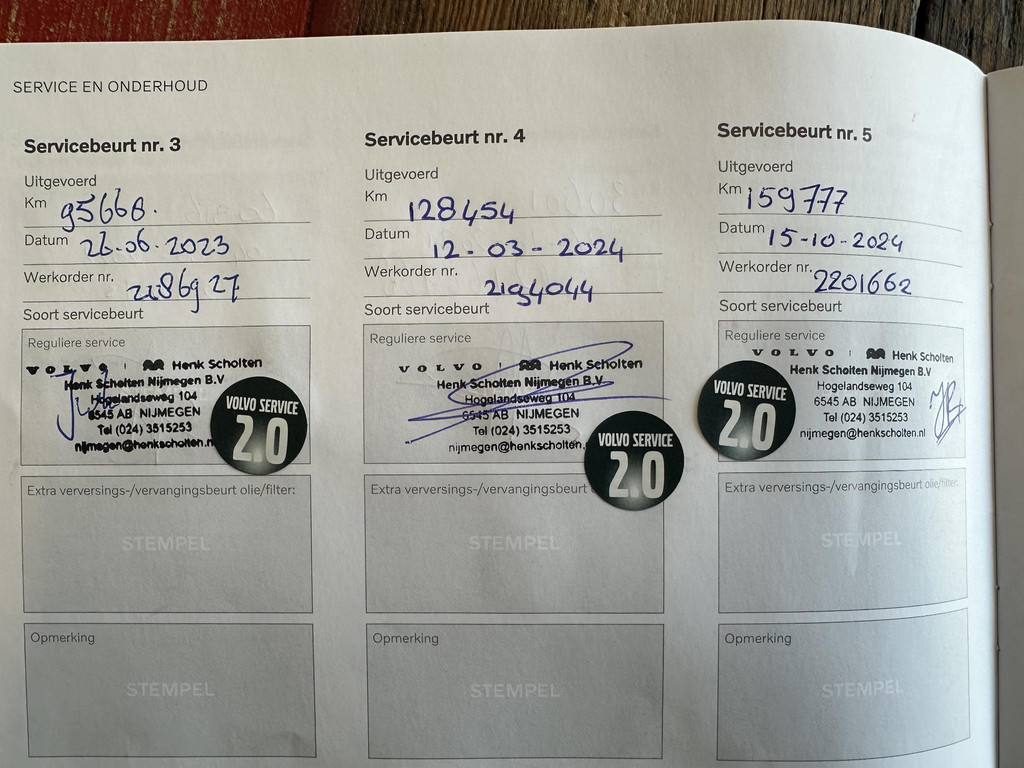 SERVICE EN ONDERHOUD
Servicebeurt nr. 3
Uitgevoerd
Km 95668.
Datum 26.06.2023
Werkorder nr. 2186927
Soort servicebeurt
Reguliere service
VOLVO Henk Scholten
Henk Scholten Nijmegen B.V
Hogelandseweg 104
6545 AB NIJMEGEN
Tel (024) 3515253
nijmegen@henkscholten.n
VOLVO SERVICE
2.0
Extra verversings-/vervangingsbeurt olie/filter:
STEMPEL
Opmerking
STEMPEL
Servicebeurt nr. 4
Uitgevoerd
Km 128454
Datum 12-03-2024
Werkorder nr. 2194044
Soort servicebeurt
Reguliere service
VOLVO Henk Scholten
Henk Scholten Nijmegen B.V
Hogelandseweg 104
6545 AB NIJMEGEN
Tel (024) 3515253
nijmegen@henkscholten.
VOLVO SERVICE
2.0
Extra verversings-/vervangingsbeurt
STEMPEL
Opmerking
STEMPEL
Servicebeurt nr. 5
Uitgevoerd
Km 159777
Datum 15-10-2024
Werkorder nr. 2201662
Soort servicebeurt
Reguliere service
VOLVO Henk Scholten
Henk Scholten Nijmegen B.V
Hogelandseweg 104
6545 AB NIJMEGEN
Tel (024) 3515253
nijmegen@henkscholten.nl
VOLVO SERVICE
2.0
Extra verversings-/vervangingsbeurt olie/filter:
STEMPEL
Opmerking
STEMPEL